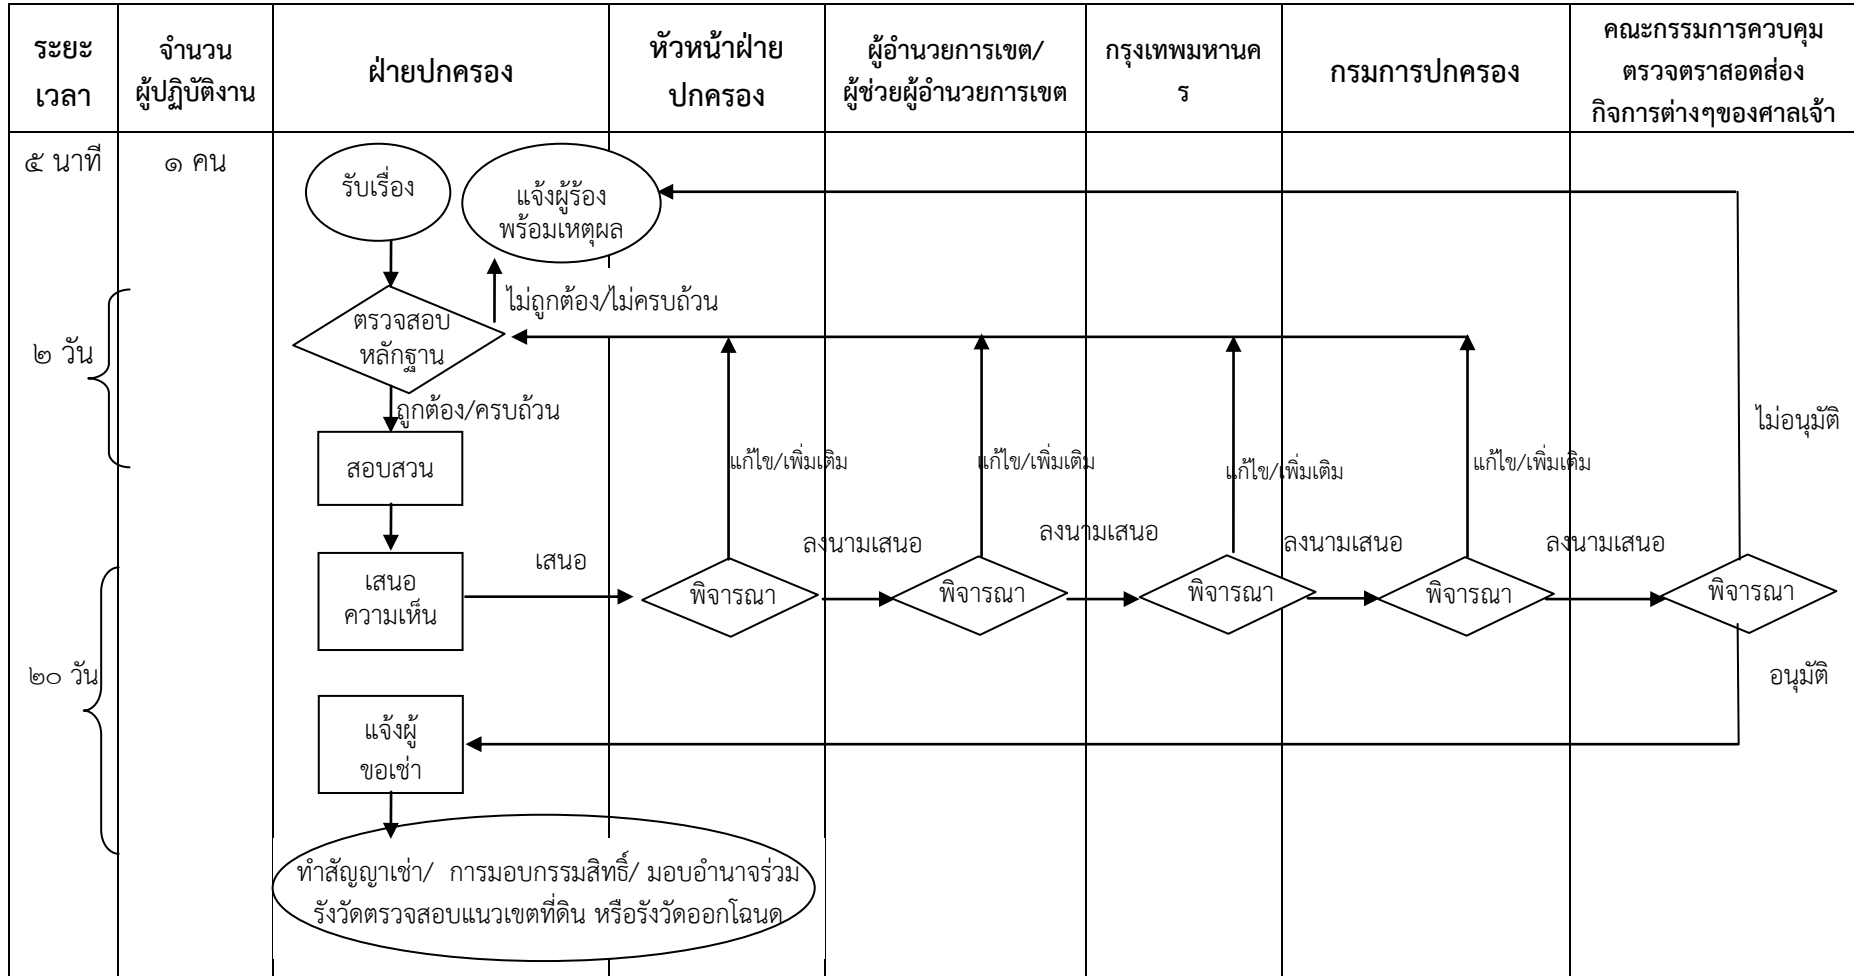 ระยะ
เวลา
จำนวน
ผู้ปฏิบัติงาน
ฝ่ายปกครอง
หัวหน้าฝ่าย
ปกครอง
ผู้อำนวยการเขต/
ผู้ช่วยผู้อำนวยการเขต
กรุงเทพมหานค
ร
กรมการปกครอง
คณะกรรมการควบคุม
ตรวจตราสอดส่อง
กิจการต่างๆของศาลเจ้า
๕ นาที
๑ คน
รับเรื่อง
แจ้งผู้ร้อง
พร้อมเหตุผล
ไม่ถูกต้อง/ไม่ครบถ้วน
ตรวจสอบ
หลักฐาน
๒ วัน
ถูกต้อง/ครบถ้วน
ไม่อนุมัติ
สอบสวน
แก้ไข/เพิ่มเติม
แก้ไข/เพิ่มเติม
แก้ไข/เพิ่มเติม
แก้ไข/เพิ่มเติม
เสนอ
ลงนามเสนอ
ลงนามเสนอ
ลงนามเสนอ
ลงนามเสนอ
เสนอ
ความเห็น
พิจารณา
พิจารณา
พิจารณา
พิจารณา
พิจารณา
๒๐ วัน
อนุมัติ
แจ้งผู้
ขอเช่า
ทำสัญญาเช่า/ การมอบกรรมสิทธิ์/ มอบอำนาจร่วม
รังวัดตรวจสอบแนวเขตที่ดิน หรือรังวัดออกโฉนด